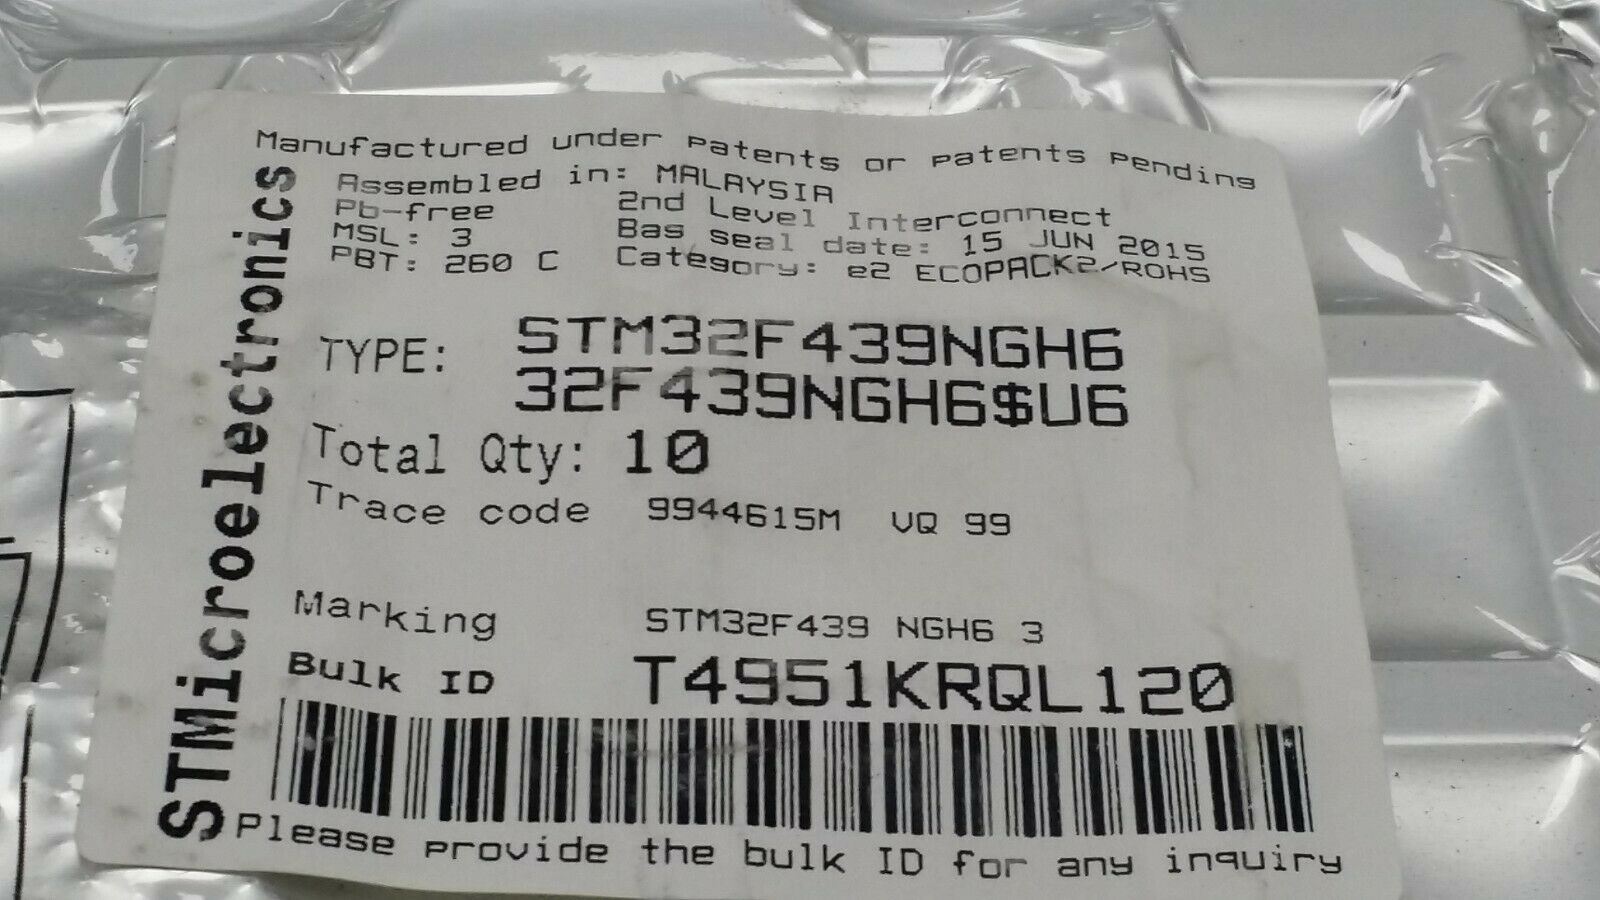 Manufactured under patents or patents pending
Assembled in: MALAYSIA
Pb-free 2nd Level Interconnect
MSL: 3 Bag seal date: 15 JUN 2015
PBT: 260 C Category: e2 ECOPACK2/ROHS
TYPE: STM32F439NGH6
32F439NGH6$U6
Total Qty: 10
Trace code 9944615M VQ 99
Marking STM32F439 NGH6 3
Bulk ID T4951KRQL120
Please provide the bulk ID for any inquiry
STMicroelectronics